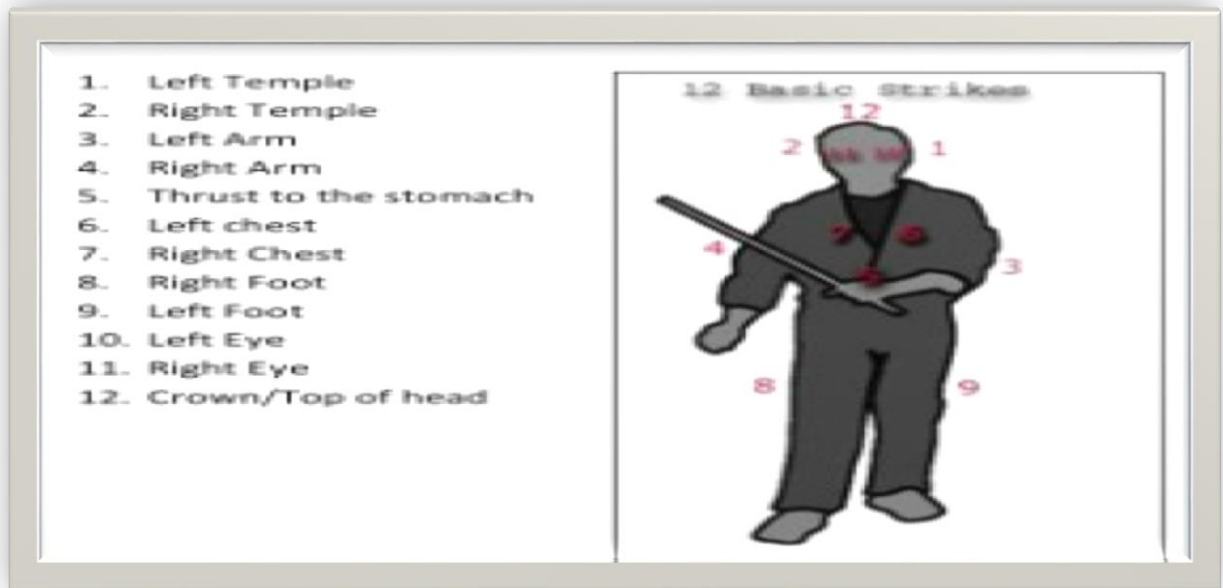 1. Left Temple
2. Right Temple
3. Left Arm
4. Right Arm
5. Thrust to the stomach
6. Left chest
7. Right Chest
8. Right Foot
9. Left Foot
10. Left Eye
11. Right Eye
12. Crown/Top of head
12 Basic Strikes
12
2
1
7
4
3
8
9